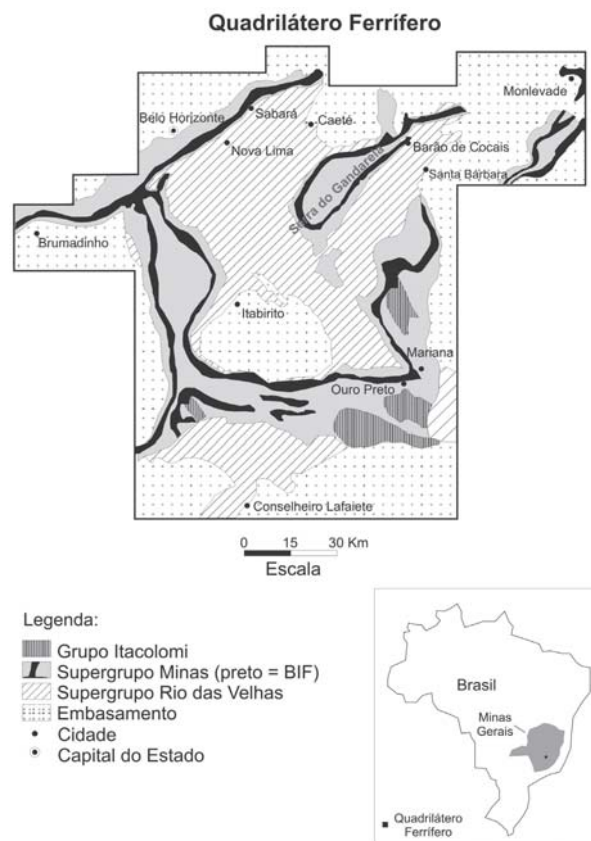 Quadrilátero Ferrífero
Monlevade
Belo Horizonte
Sabará
Caeté
Nova Lima
Barão de Cocais
Santa Bárbara
Serra do Gandarela
Brumadinho
Itabirito
Mariana
Ouro Preto
Conselheiro Lafaiete
0 15 30 Km
Escala
Legenda:
Grupo Itacolomi
Supergrupo Minas (preto = BIF)
Supergrupo Rio das Velhas
Embasamento
Cidade
Capital do Estado
Brasil
Minas
Gerais
Quadrilátero
Ferrífero